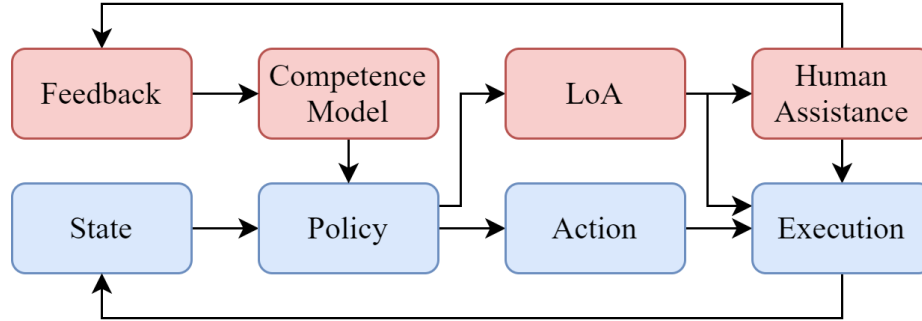 Feedback
Competence
Model
LoA
Human
Assistance
State
Policy
Action
Execution